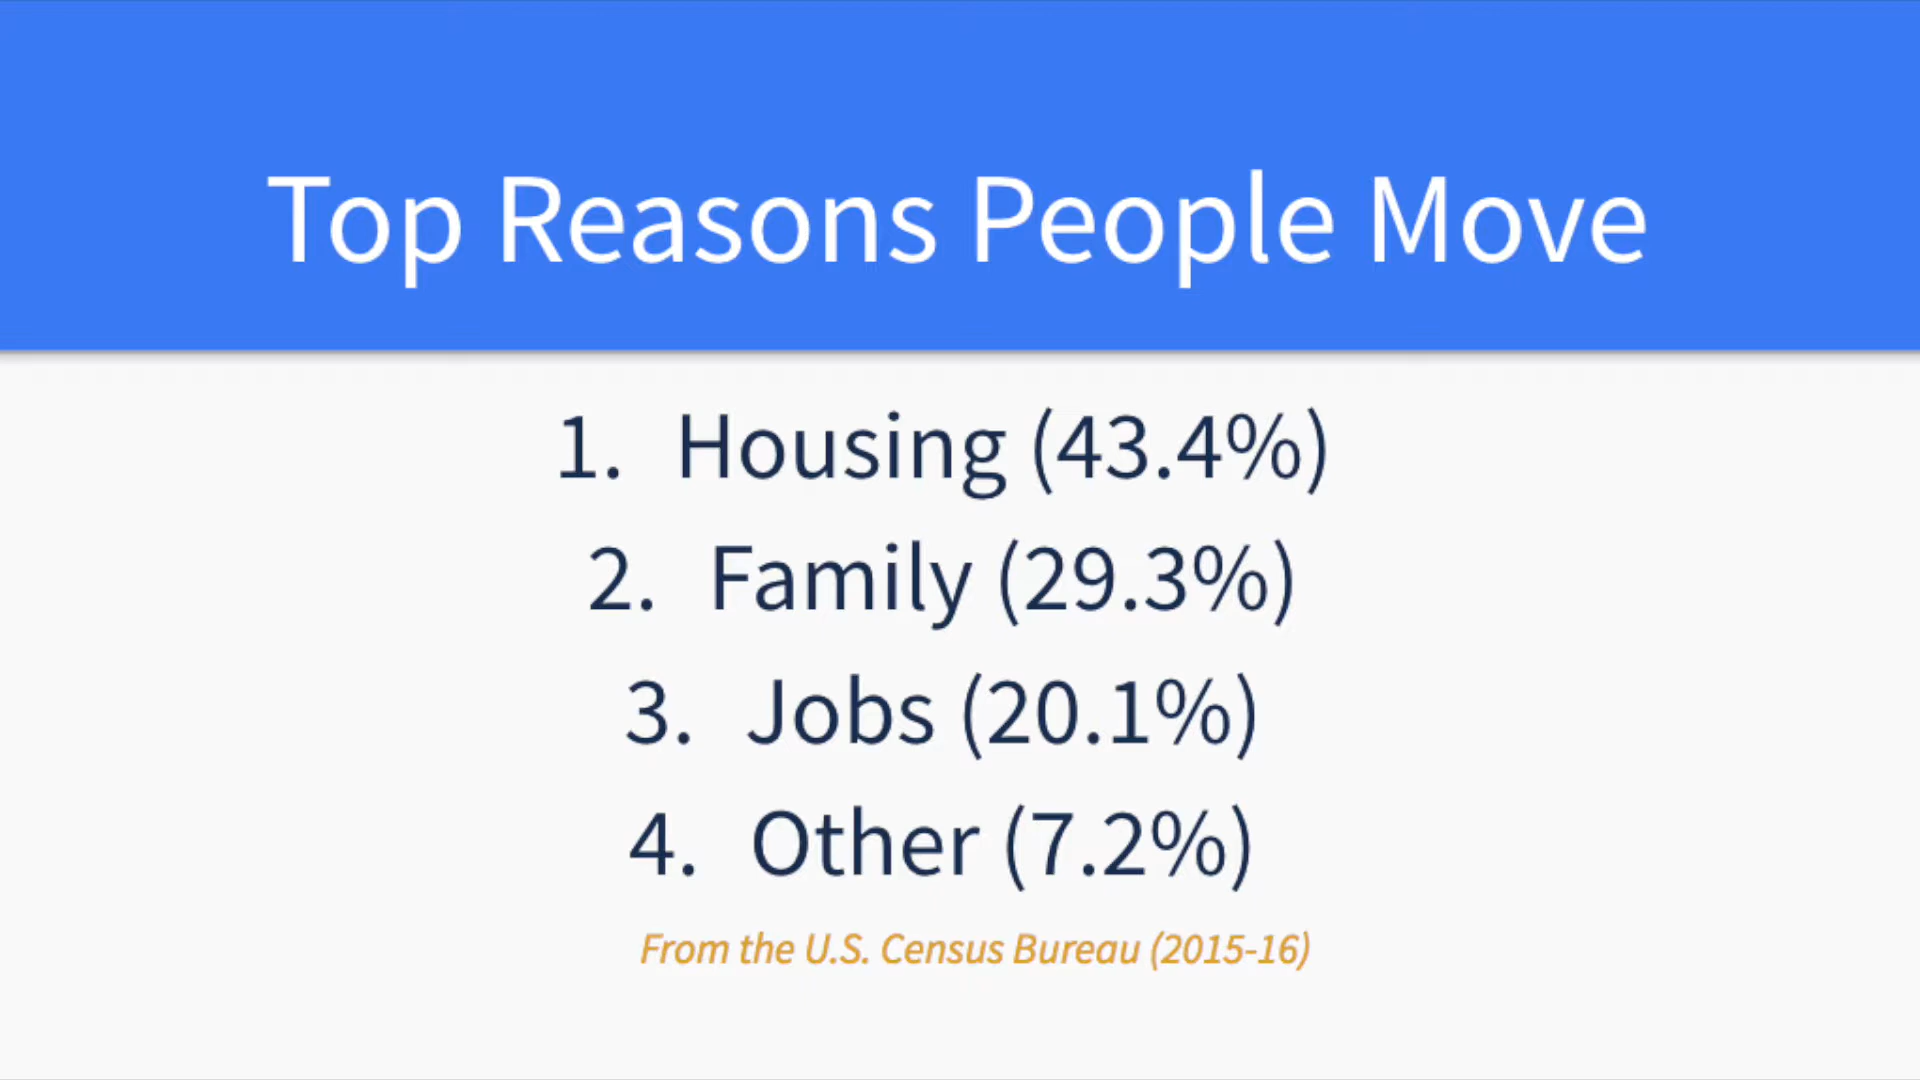 Top Reasons People Move
1. Housing (43.4%)
2. Family (29.3%)
3. Jobs (20.1%)
4. Other (7.2%)
From the U.S. Census Bureau (2015-16)